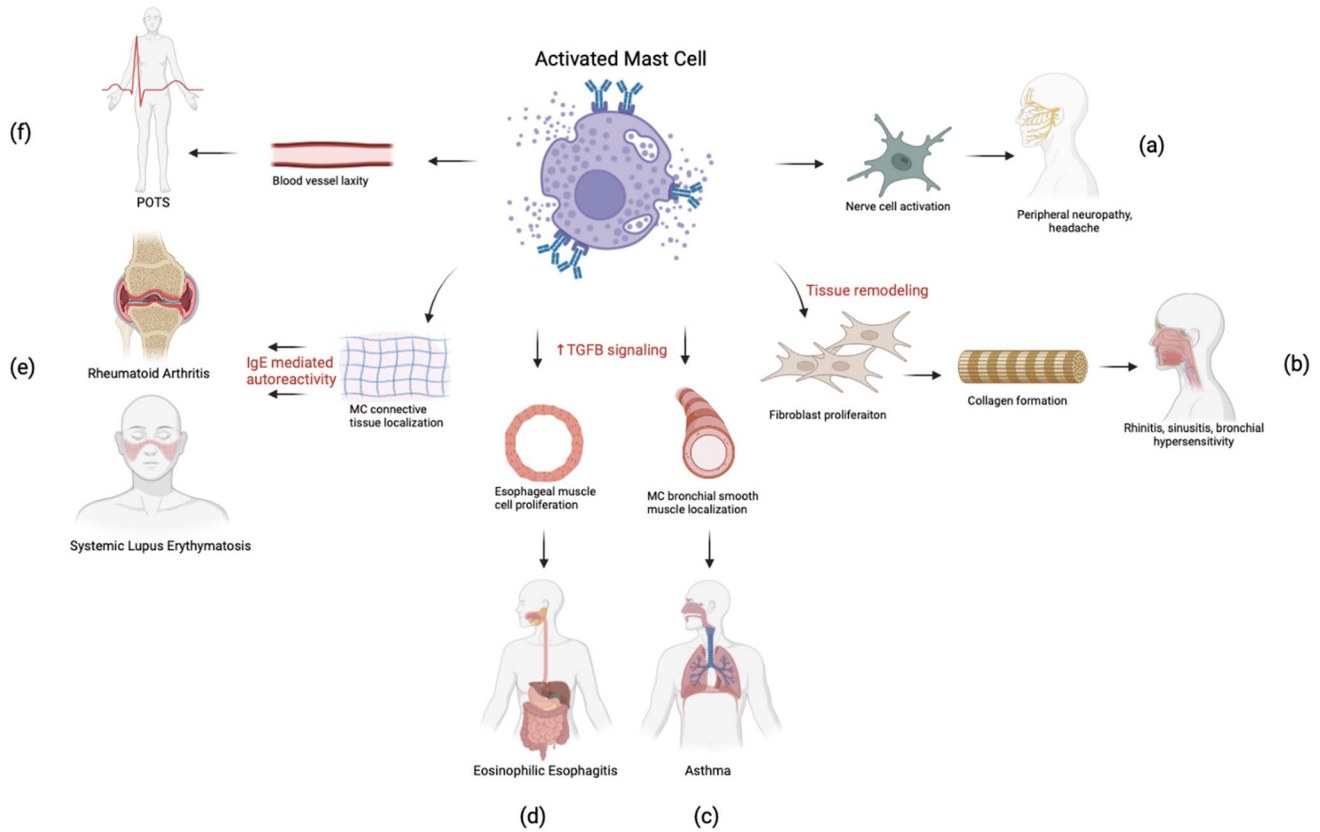 Activated Mast Cell
(f)
Blood vessel laxity
POTS
Nerve cell activation
Peripheral neuropathy,
headache
(a)
Tissue remodeling
Fibroblast proliferaiton
Collagen formation
Rhinitis, sinusitis, bronchial
hypersensitivity
(b)
↑TGFB signaling
MC bronchial smooth
muscle localization
Asthma
(c)
Esophageal muscle
cell proliferation
Eosinophilic Esophagitis
(d)
MC connective
tissue localization
IgE mediated
autoreactivity
Rheumatoid Arthritis
(e)
Systemic Lupus Erythymatosis